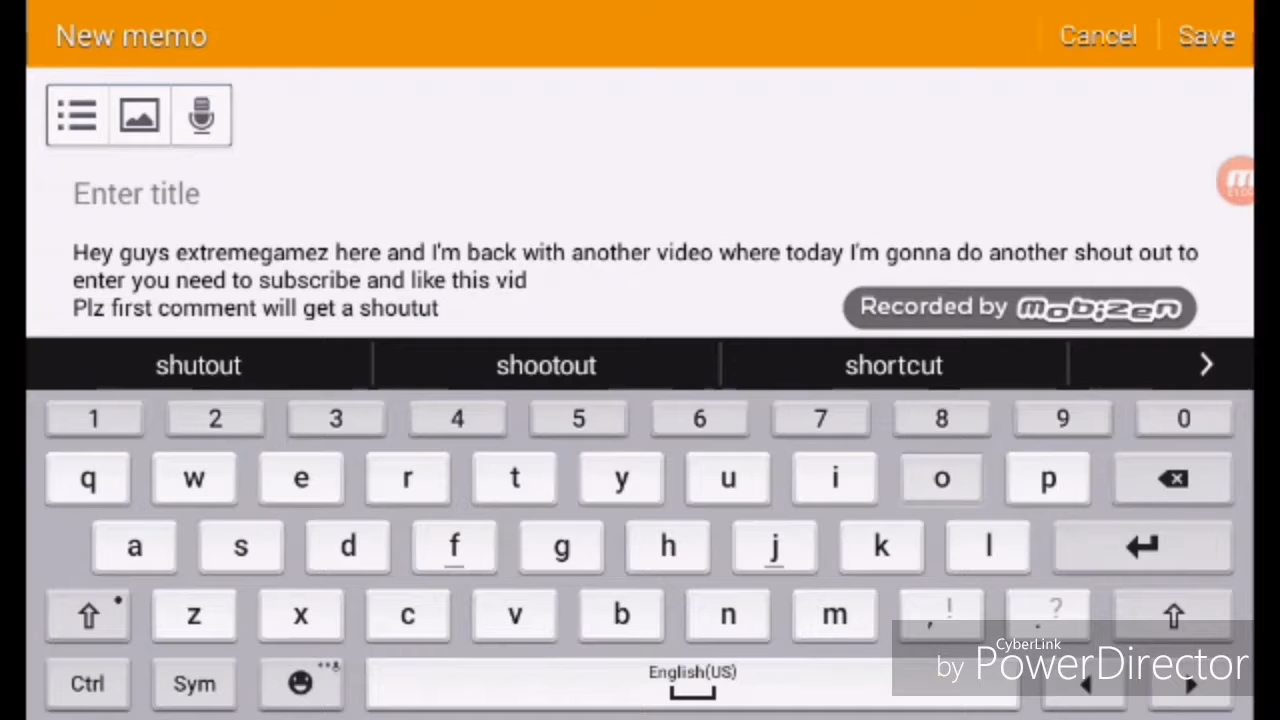 New memo Cancel Save
Enter title
Hey guys extremegamez here and I'm back with another video where today I'm gonna do another shout out to
enter you need to subscribe and like this vid
Plz first comment will get a shoutut
Recorded by mobizen
shutout shootout shortcut
1 2 3 4 5 6 7 8 9 0
q w e r t y u i o p
a s d f g h j k l
z x c v b n m , ! . ?
Ctrl Sym English(US)
CyberLink
by PowerDirector